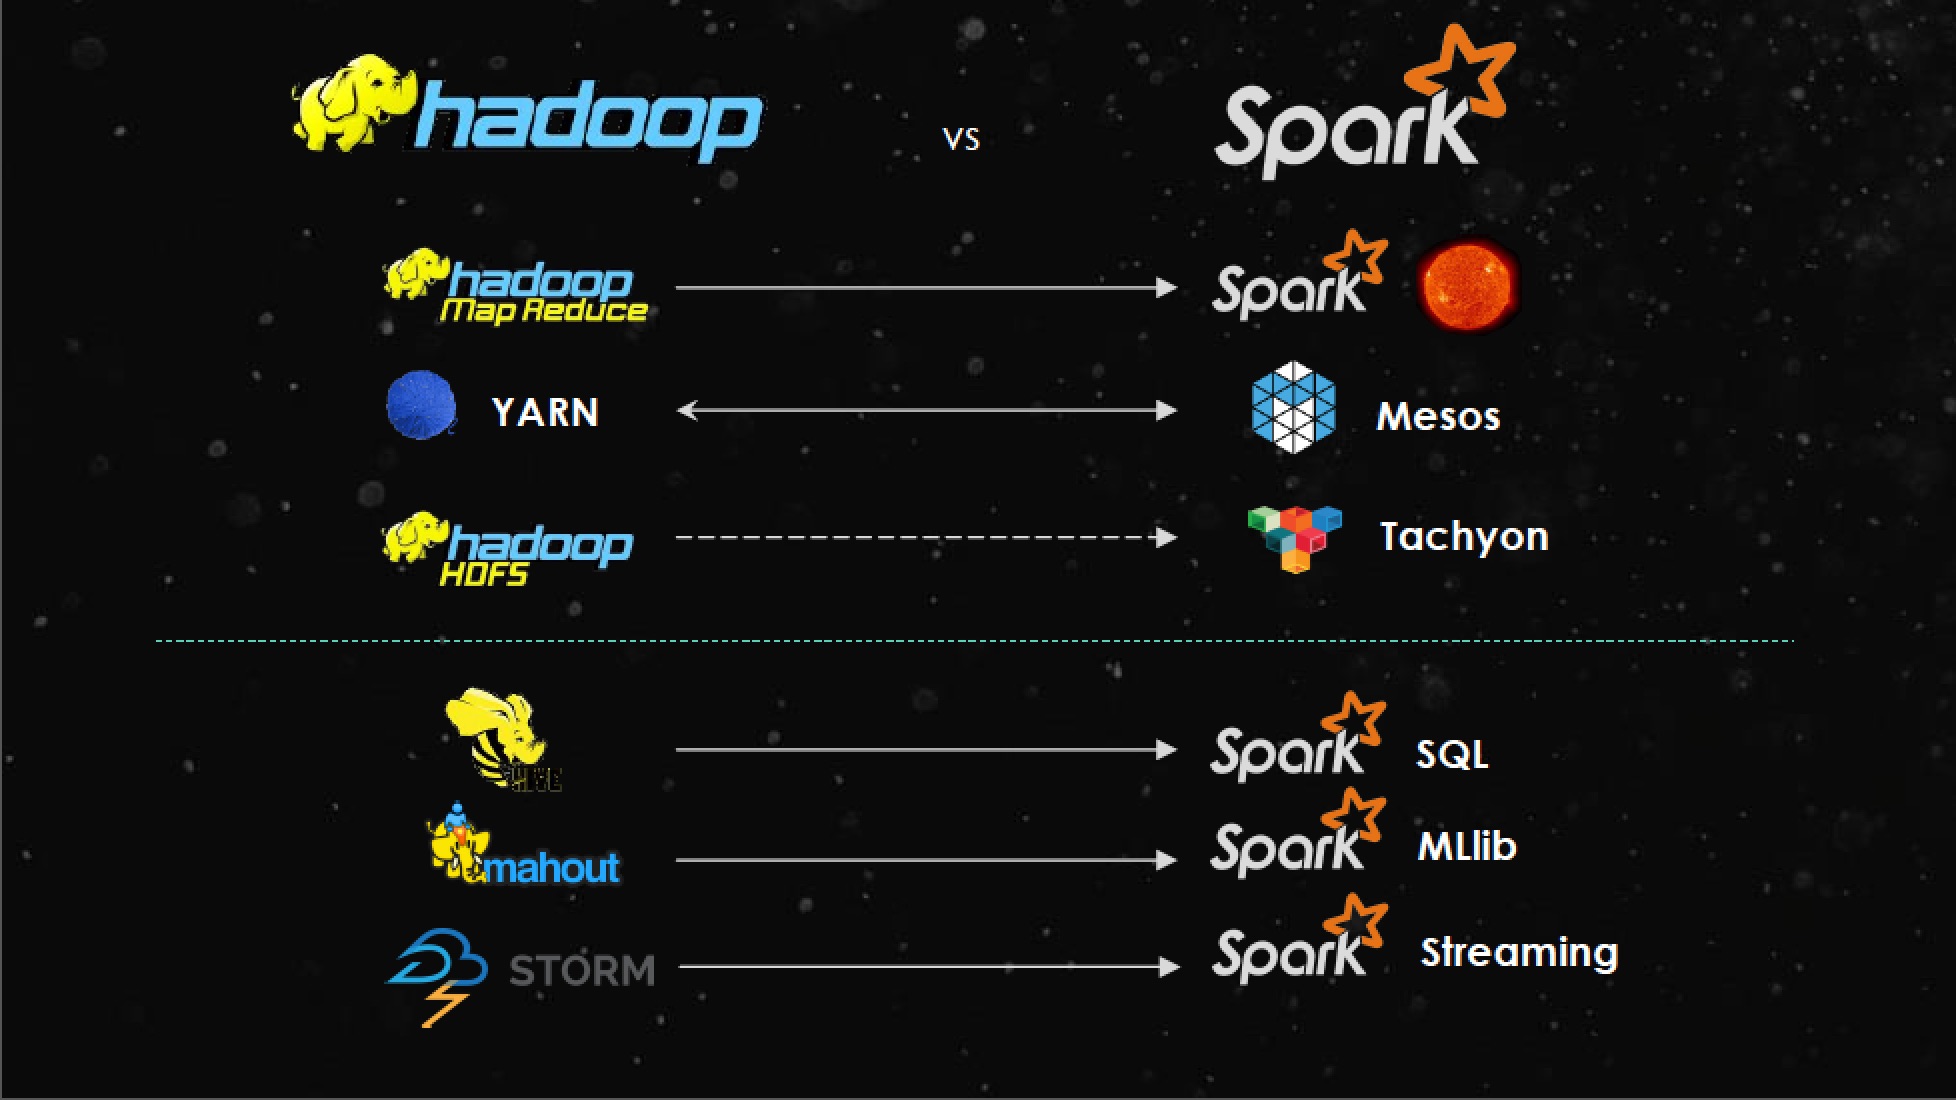 hadoop
vs
Spark
hadoop
Map Reduce
Spark
YARN
Mesos
hadoop
HDFS
Tachyon
HIVE
Spark SQL
mahout
Spark MLlib
STORM
Spark Streaming